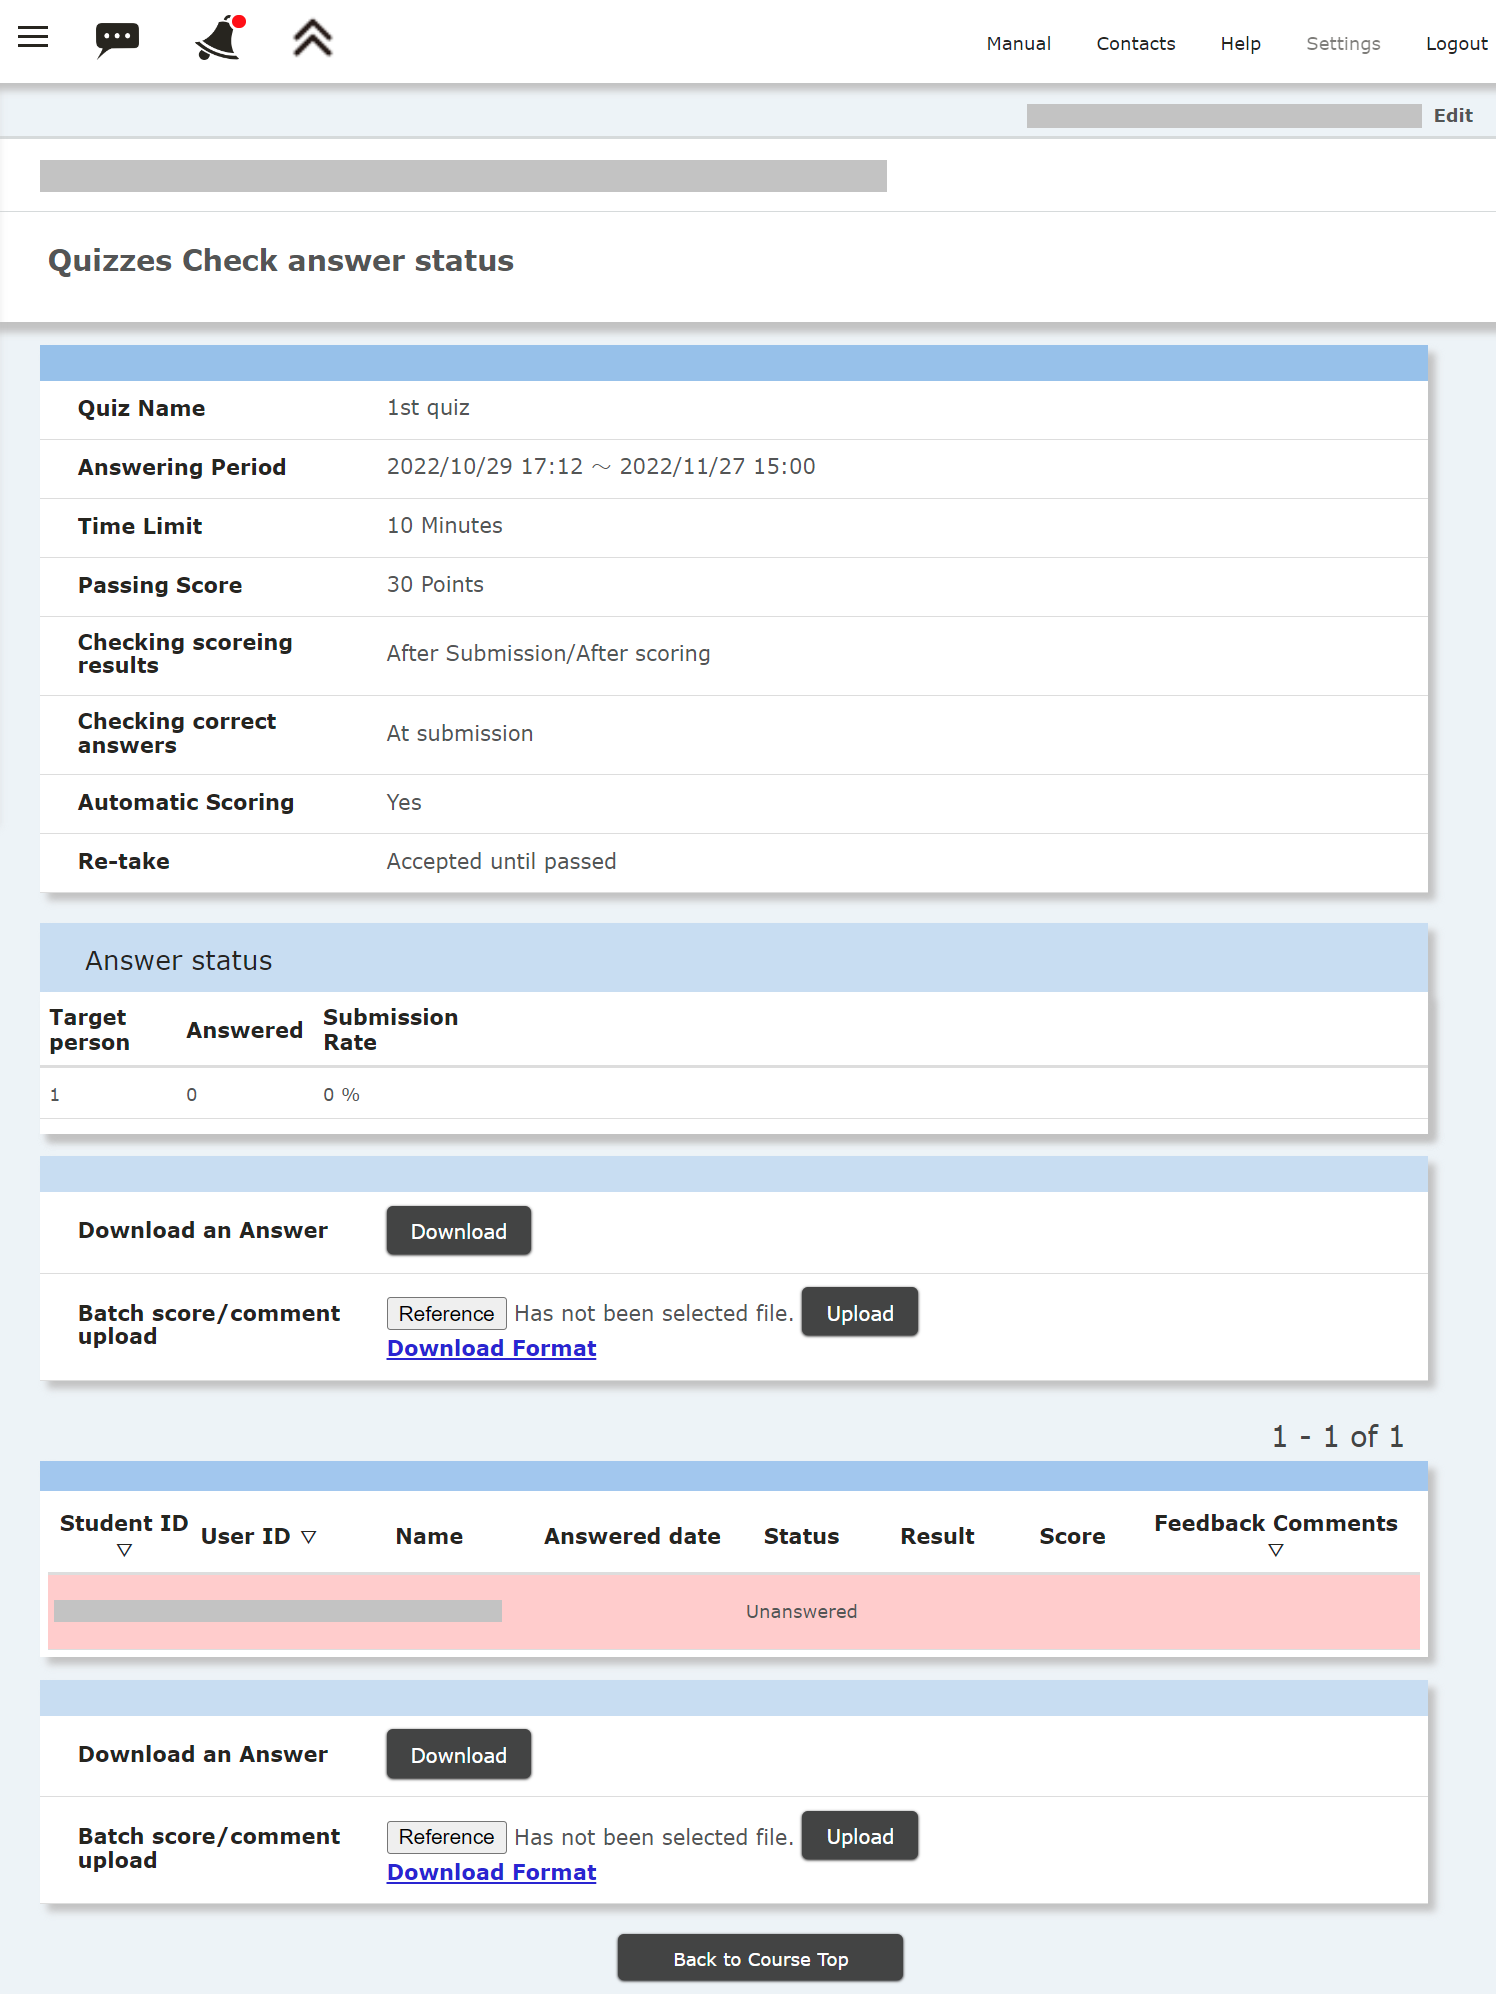 Manual Contacts Help Settings Logout
Edit
Quizzes Check answer status
Quiz Name 1st quiz
Answering Period 2022/10/29 17:12 ～ 2022/11/27 15:00
Time Limit 10 Minutes
Passing Score 30 Points
Checking scoreing
results
After Submission/After scoring
Checking correct
answers
At submission
Automatic Scoring Yes
Re-take Accepted until passed
Answer status
Target
person
Answered
Submission
Rate
1 0 0 %
Download an Answer Download
Batch score/comment
upload
Reference Has not been selected file. Upload
Download Format
1 - 1 of 1
Student ID
▽
User ID ▽
Name
Answered date
Status
Result
Score
Feedback Comments
▽
Unanswered
Download an Answer Download
Batch score/comment
upload
Reference Has not been selected file. Upload
Download Format
Back to Course Top